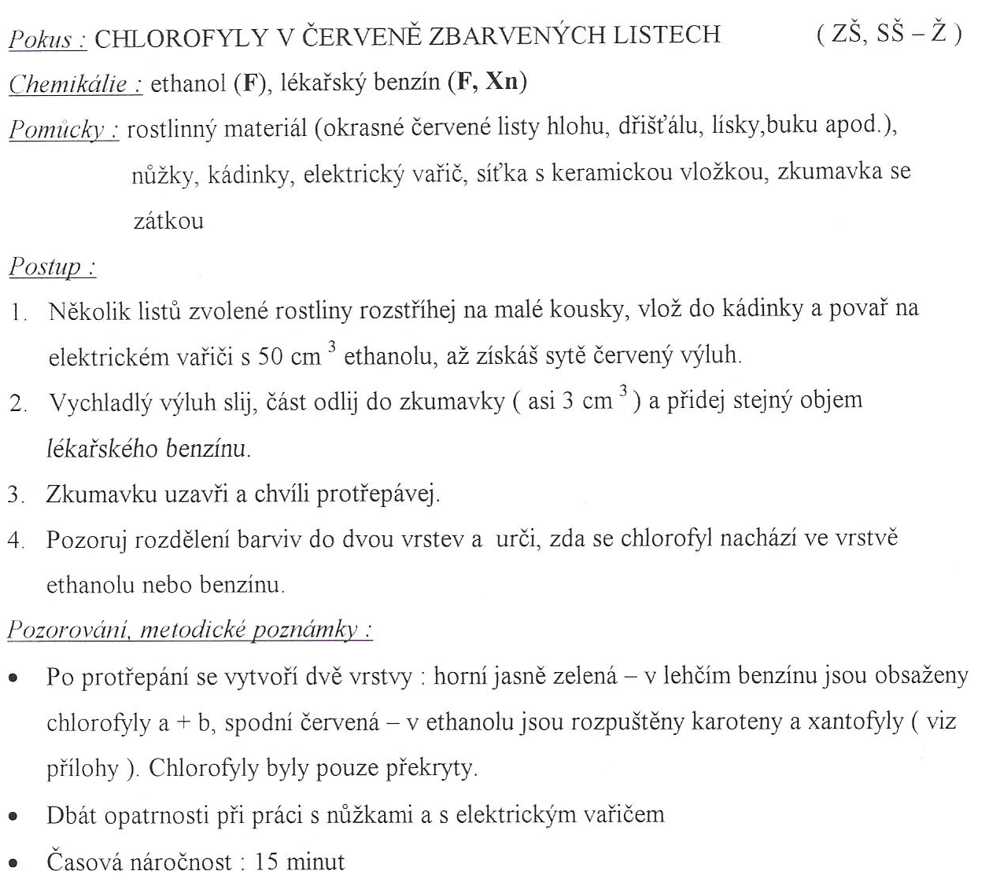 Pokus : CHLOROFYLY V ČERVENĚ ZBARVENÝCH LISTECH ( ZŠ, SŠ – Ž )
Chemikálie : ethanol (F), lékařský benzín (F, Xn)
Pomůcky : rostlinný materiál (okrasné červené listy hlohu, dřišťálu, lísky,buku apod.),
nůžky, kádinky, elektrický vařič, síťka s keramickou vložkou, zkumavka se
zátkou
Postup :
1. Několik listů zvolené rostliny rozstříhej na malé kousky, vlož do kádinky a povař na
elektrickém vařiči s 50 cm ³ ethanolu, až získáš sytě červený výluh.
2. Vychladlý výluh slij, část odlij do zkumavky ( asi 3 cm ³ ) a přidej stejný objem
lékařského benzínu.
3. Zkumavku uzavři a chvíli protřepávej.
4. Pozoruj rozdělení barviv do dvou vrstev a urči, zda se chlorofyl nachází ve vrstvě
ethanolu nebo benzínu.
Pozorování, metodické poznámky :
• Po protřepání se vytvoří dvě vrstvy : horní jasně zelená – v lehčím benzínu jsou obsaženy
chlorofyly a + b, spodní červená – v ethanolu jsou rozpuštěny karoteny a xantofyly ( viz
přílohy ). Chlorofyly byly pouze překryty.
• Dbát opatrnosti při práci s nůžkami a s elektrickým vařičem
• Časová náročnost : 15 minut